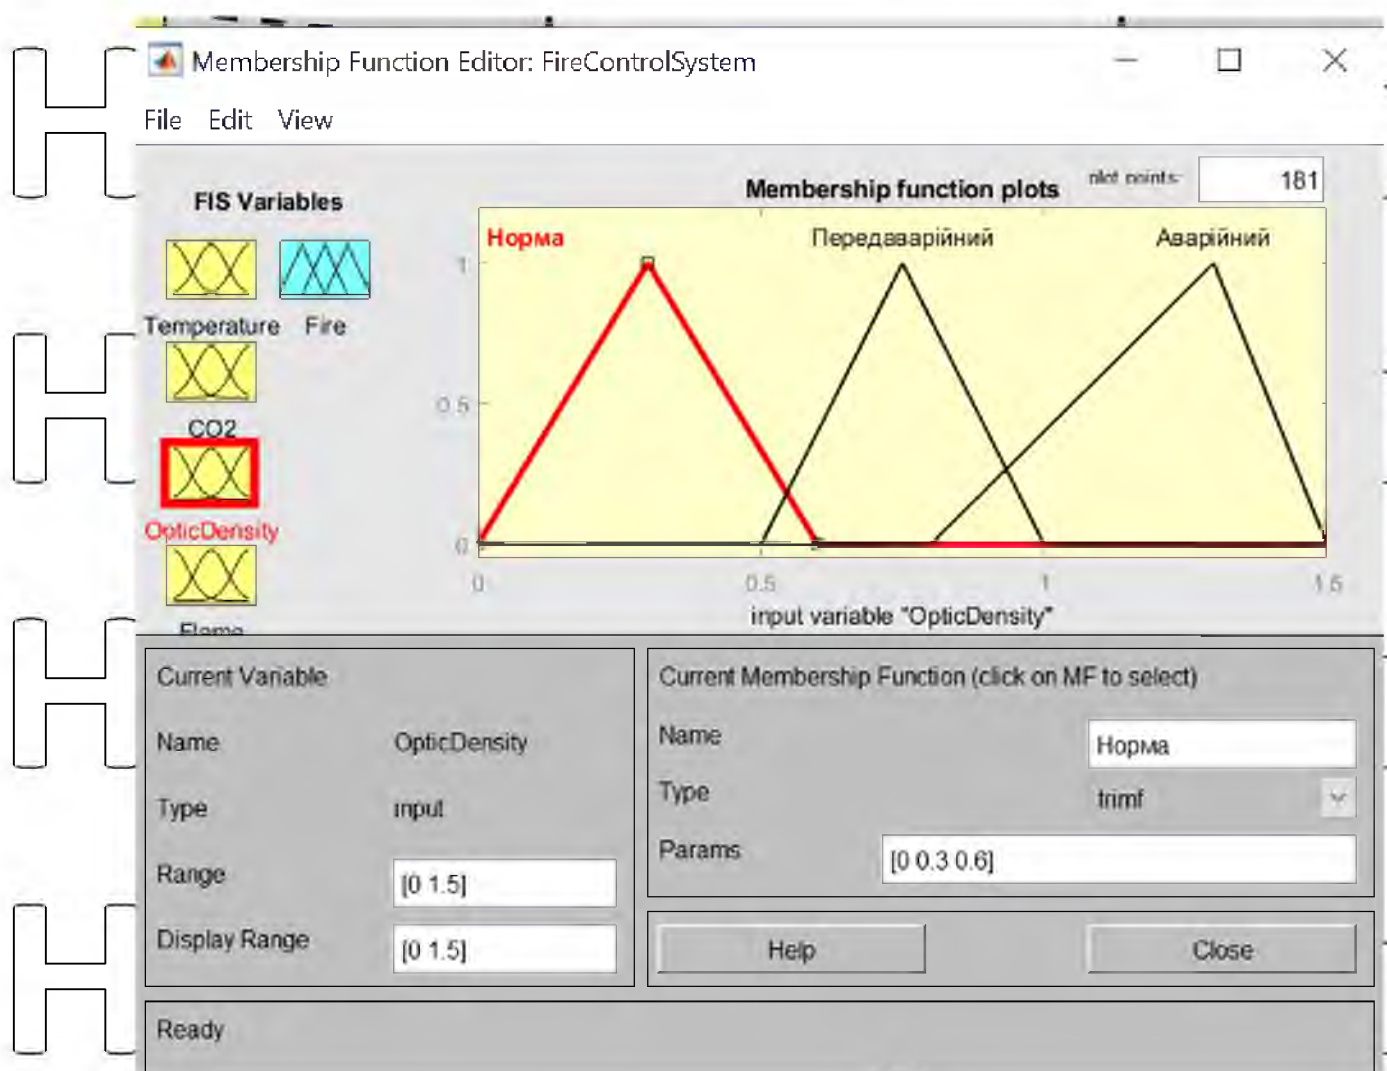 Membership Function Editor: FireControlSystem
File Edit View
FIS Variables
Membership function plots
plot points:
181
Temperature
Fire
CO2
OpticDensity
Flame
Норма
Передаварійний
Аварійний
1
0.5
0
0
0.5
1
1.5
input variable "OpticDensity"
Current Variable
Name OpticDensity
Type input
Range [0 1.5]
Display Range [0 1.5]
Current Membership Function (click on MF to select)
Name Норма
Type trimf
Params [0 0.3 0.6]
Help
Close
Ready